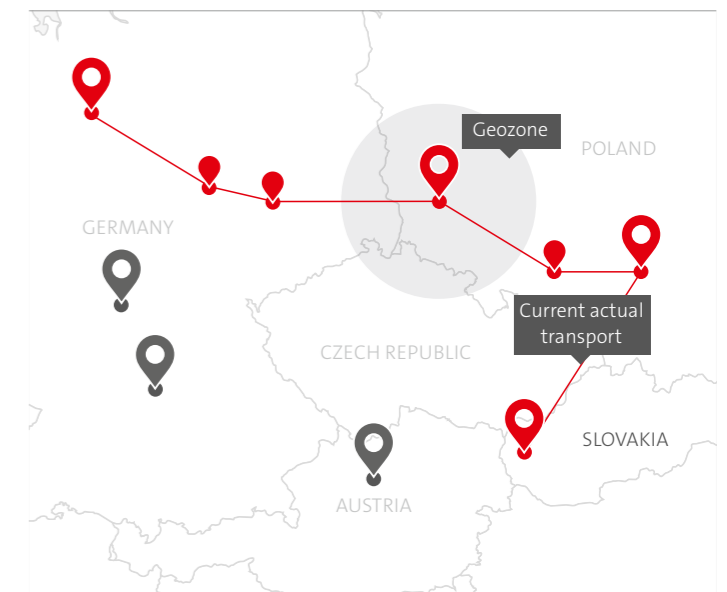 Geozone
POLAND
GERMANY
Current actual
transport
CZECH REPUBLIC
SLOVAKIA
AUSTRIA